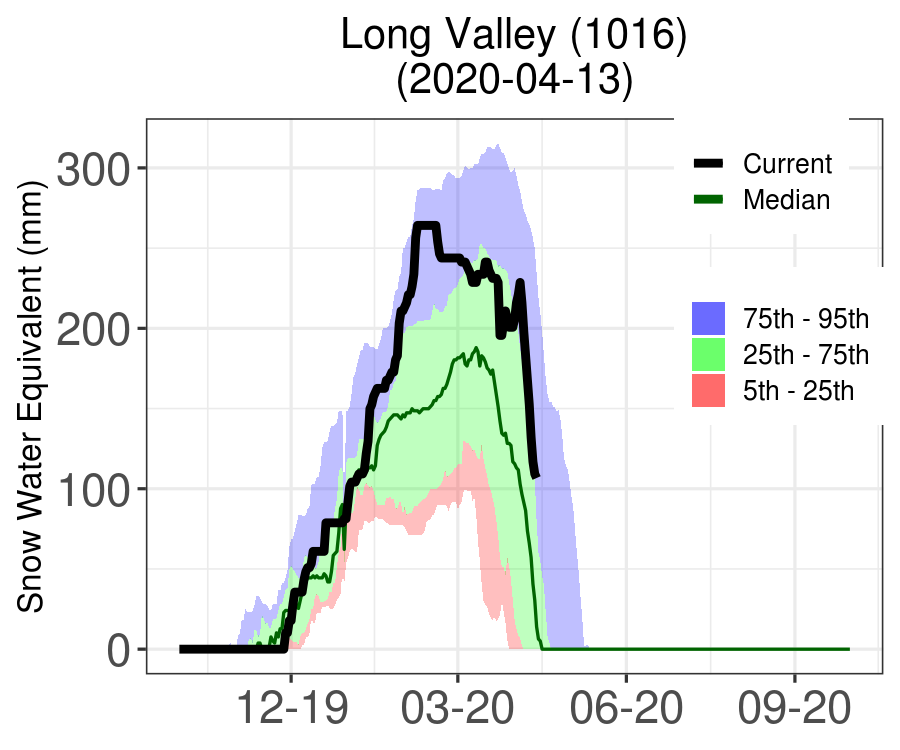 Long Valley (1016)
(2020-04-13)
Snow Water Equivalent (mm)
300
200
100
0
12-19
03-20
06-20
09-20
Current
Median
75th - 95th
25th - 75th
5th - 25th